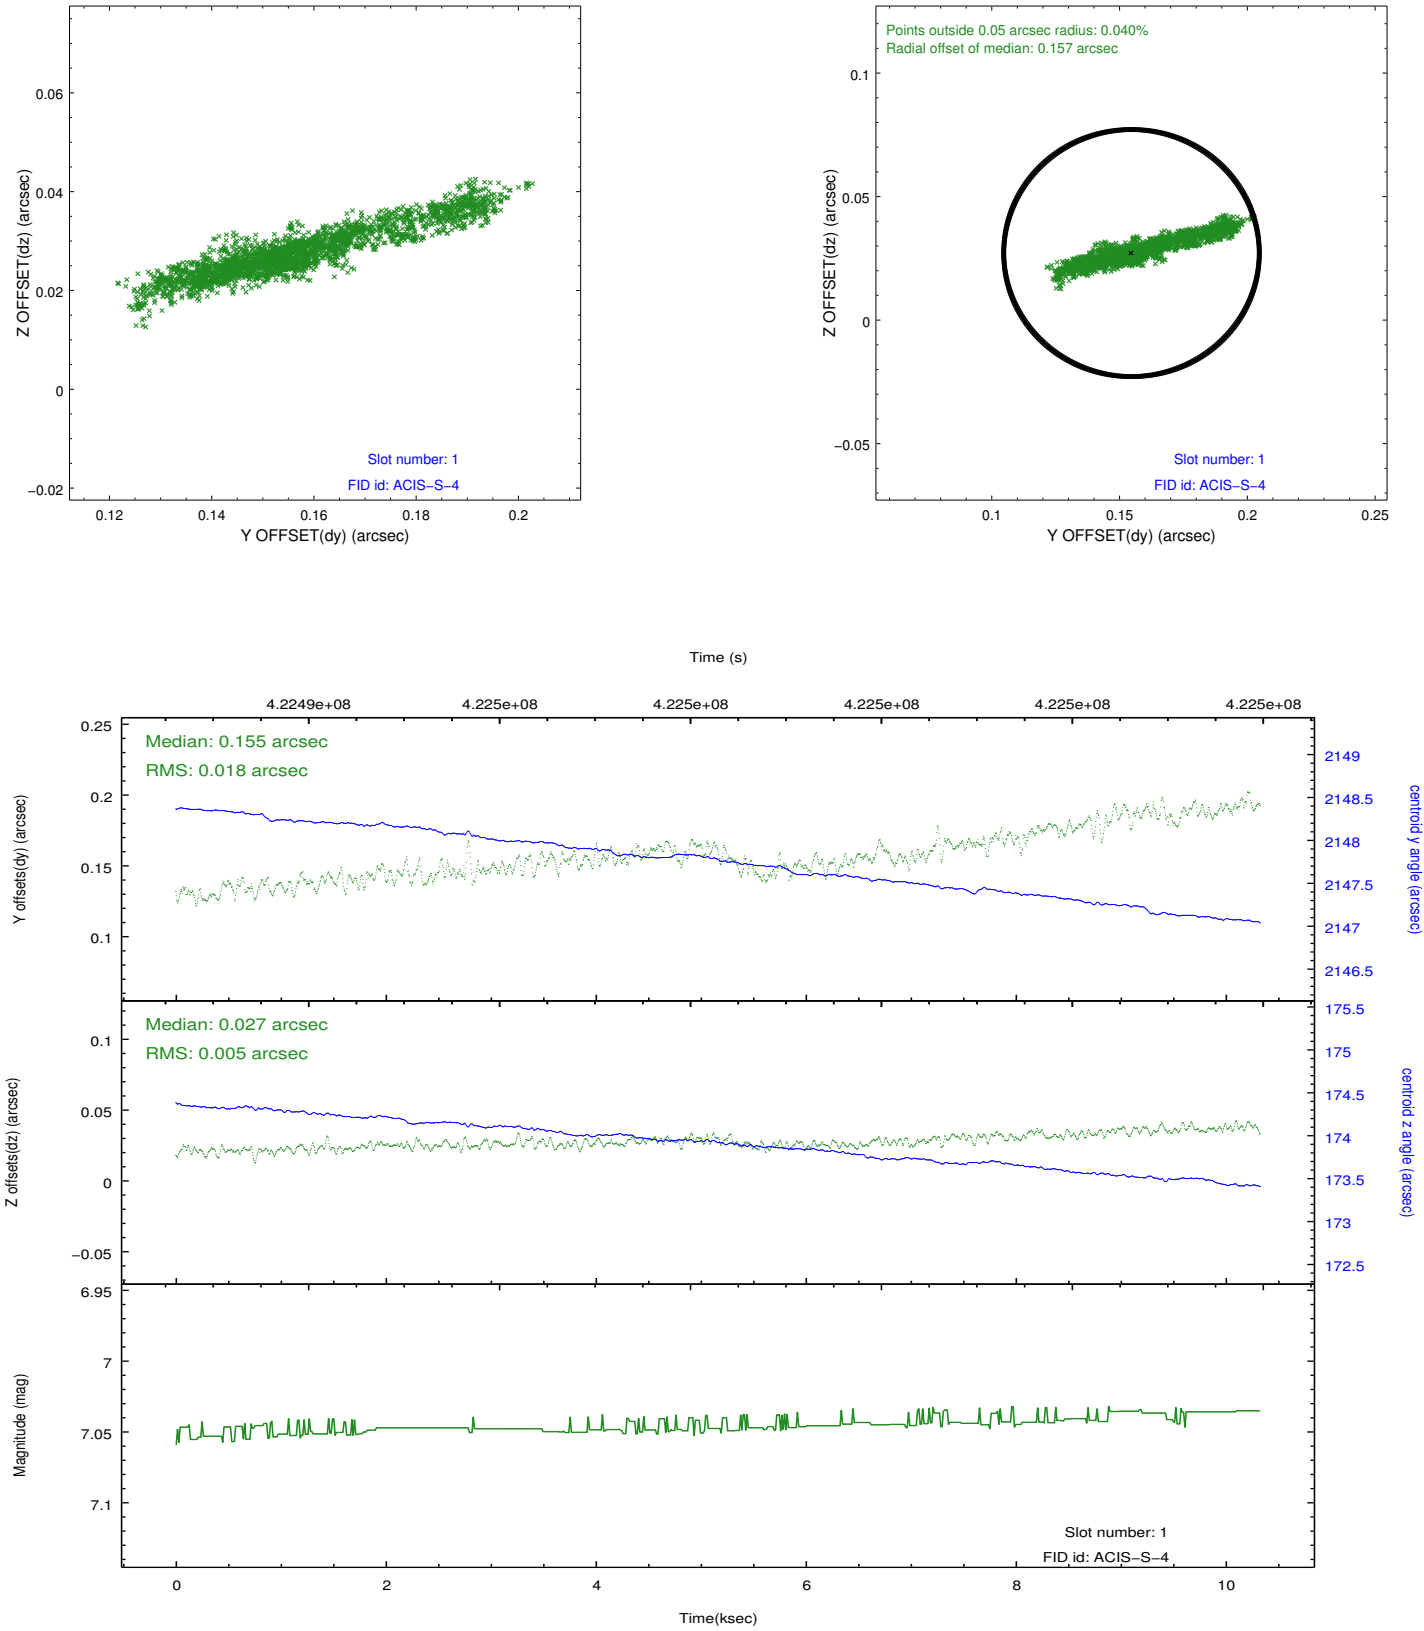 0.06
0.04
0.02
0
−0.02
Z OFFSET(dz) (arcsec)
Slot number: 1
FID id: ACIS−S−4
0.12 0.14 0.16 0.18 0.2
Y OFFSET(dy) (arcsec)
Points outside 0.05 arcsec radius: 0.040%
Radial offset of median: 0.157 arcsec
0.1
0.05
0
−0.05
Z OFFSET(dz) (arcsec)
Slot number: 1
FID id: ACIS−S−4
0.1 0.15 0.2 0.25
Y OFFSET(dy) (arcsec)
Time (s)
4.2249e+08 4.225e+08 4.225e+08 4.225e+08 4.225e+08 4.225e+08
Median: 0.155 arcsec
RMS: 0.018 arcsec
0.25
0.2
0.15
0.1
Y offsets(dy) (arcsec)
2149
2148.5
2148
2147.5
2147
2146.5
centroid y angle (arcsec)
Median: 0.027 arcsec
RMS: 0.005 arcsec
0.1
0.05
0
−0.05
Z offsets(dz) (arcsec)
175.5
175
174.5
174
173.5
173
172.5
centroid z angle (arcsec)
6.95
7
7.05
7.1
Magnitude (mag)
Slot number: 1
FID id: ACIS−S−4
0 2 4 6 8 10
Time(ksec)